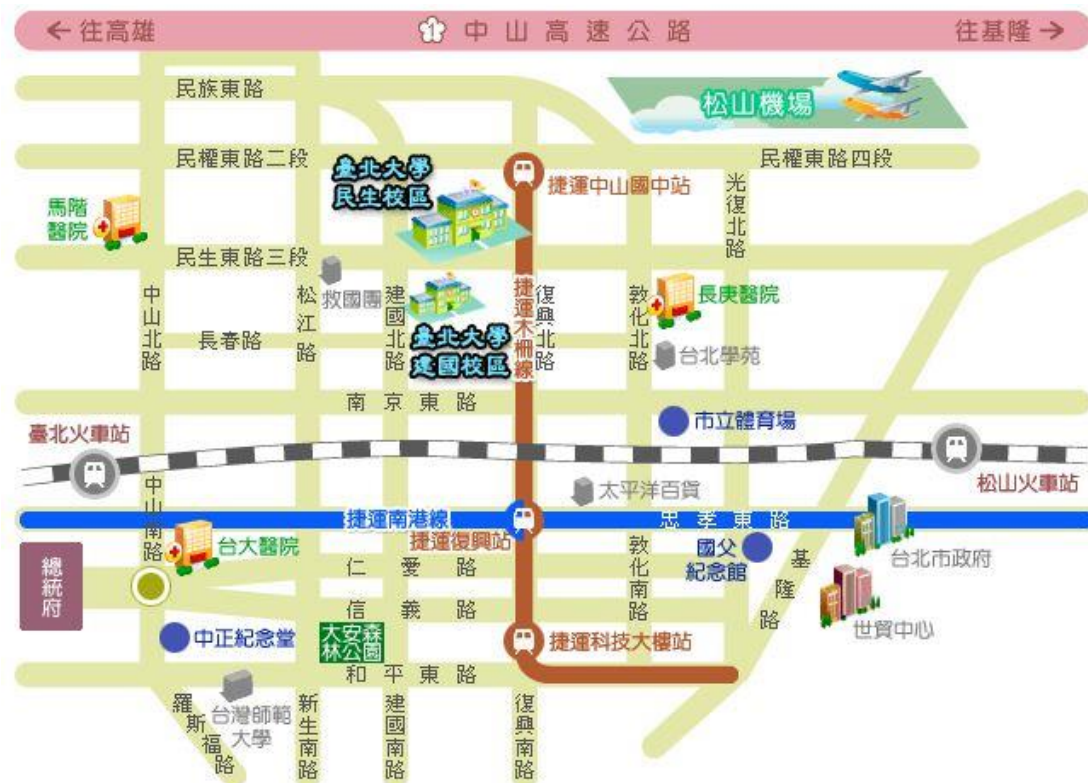 ←往高雄
1 中山高速公路
往基隆→
民族東路
松山機場
民權東路二段
民權東路四段
臺北大學
民生校區
捷運中山國中站
光復北路
馬階
醫院
民生東路三段
救國團
中山北路
松江路
建國北路
捷運木柵線
復興北路
敦化北路
長庚醫院
長春路
臺北大學
建國校區
台北學苑
南京東路
市立體育場
臺北火車站
松山火車站
太平洋百貨
中山南路
捷運南港線
忠孝東路
捷運復興站
台大醫院
國父
紀念館
台北市政府
總統府
仁愛路
敦化南路
基隆路
信義路
世貿中心
中正紀念堂
大安森
林公園
捷運科技大樓站
和平東路
羅斯福路
台灣師範
大學
新生南路
建國南路
復興南路